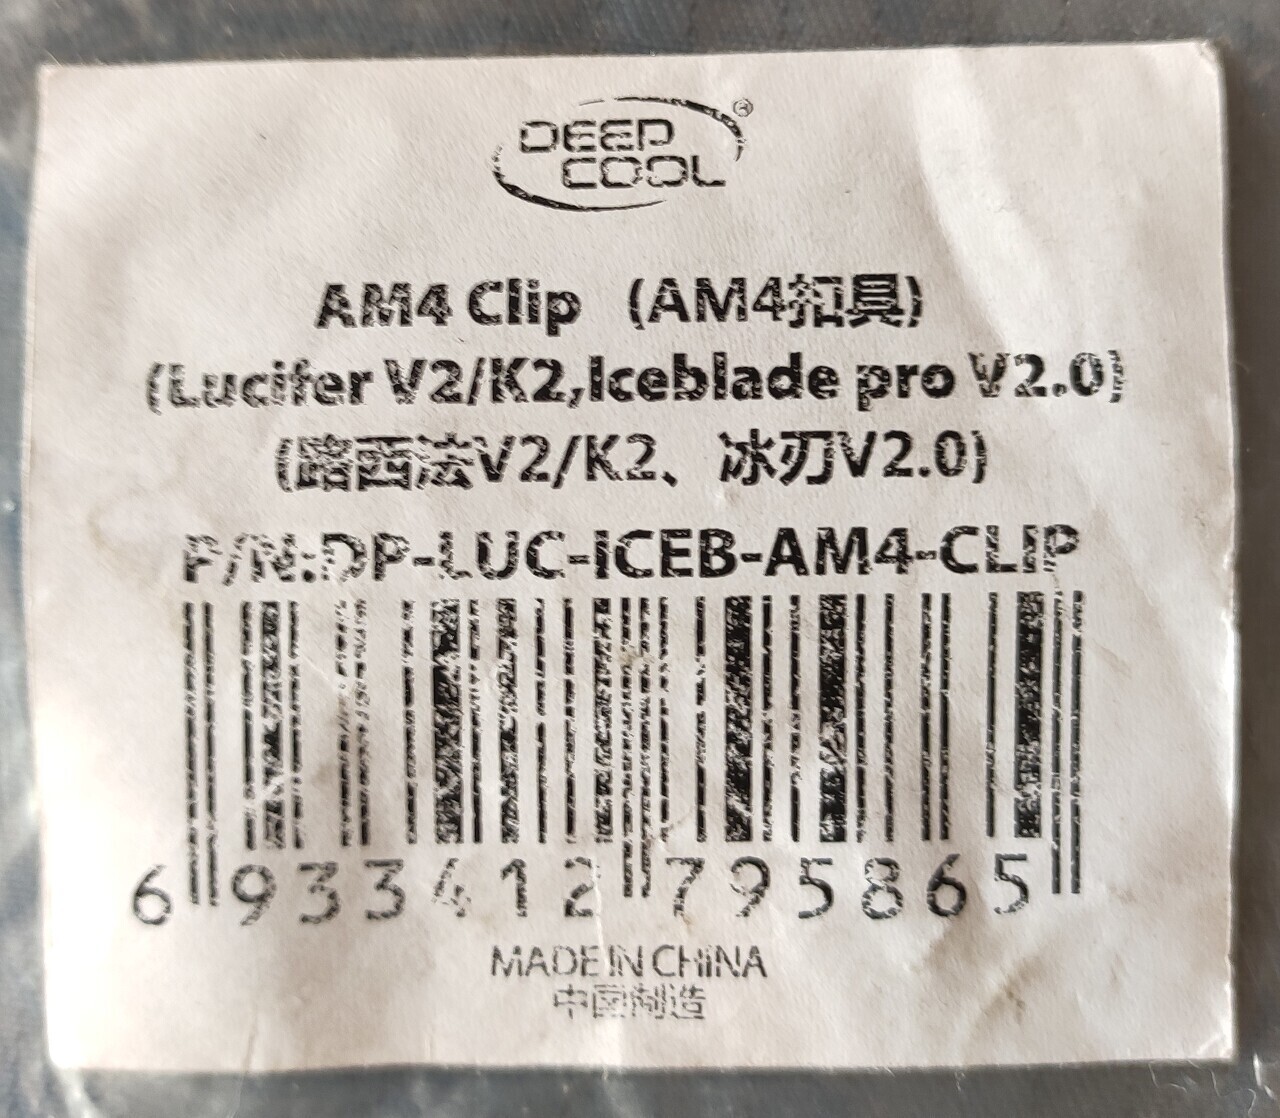 DEEP
COOL®
AM4 Clip (AM4扣具)
(Lucifer V2/K2,Iceblade pro V2.0)
(路西法V2/K2、冰刃V2.0)
P/N:DP-LUC-ICEB-AM4-CLIP
6 933412 795865
MADE IN CHINA
中国制造